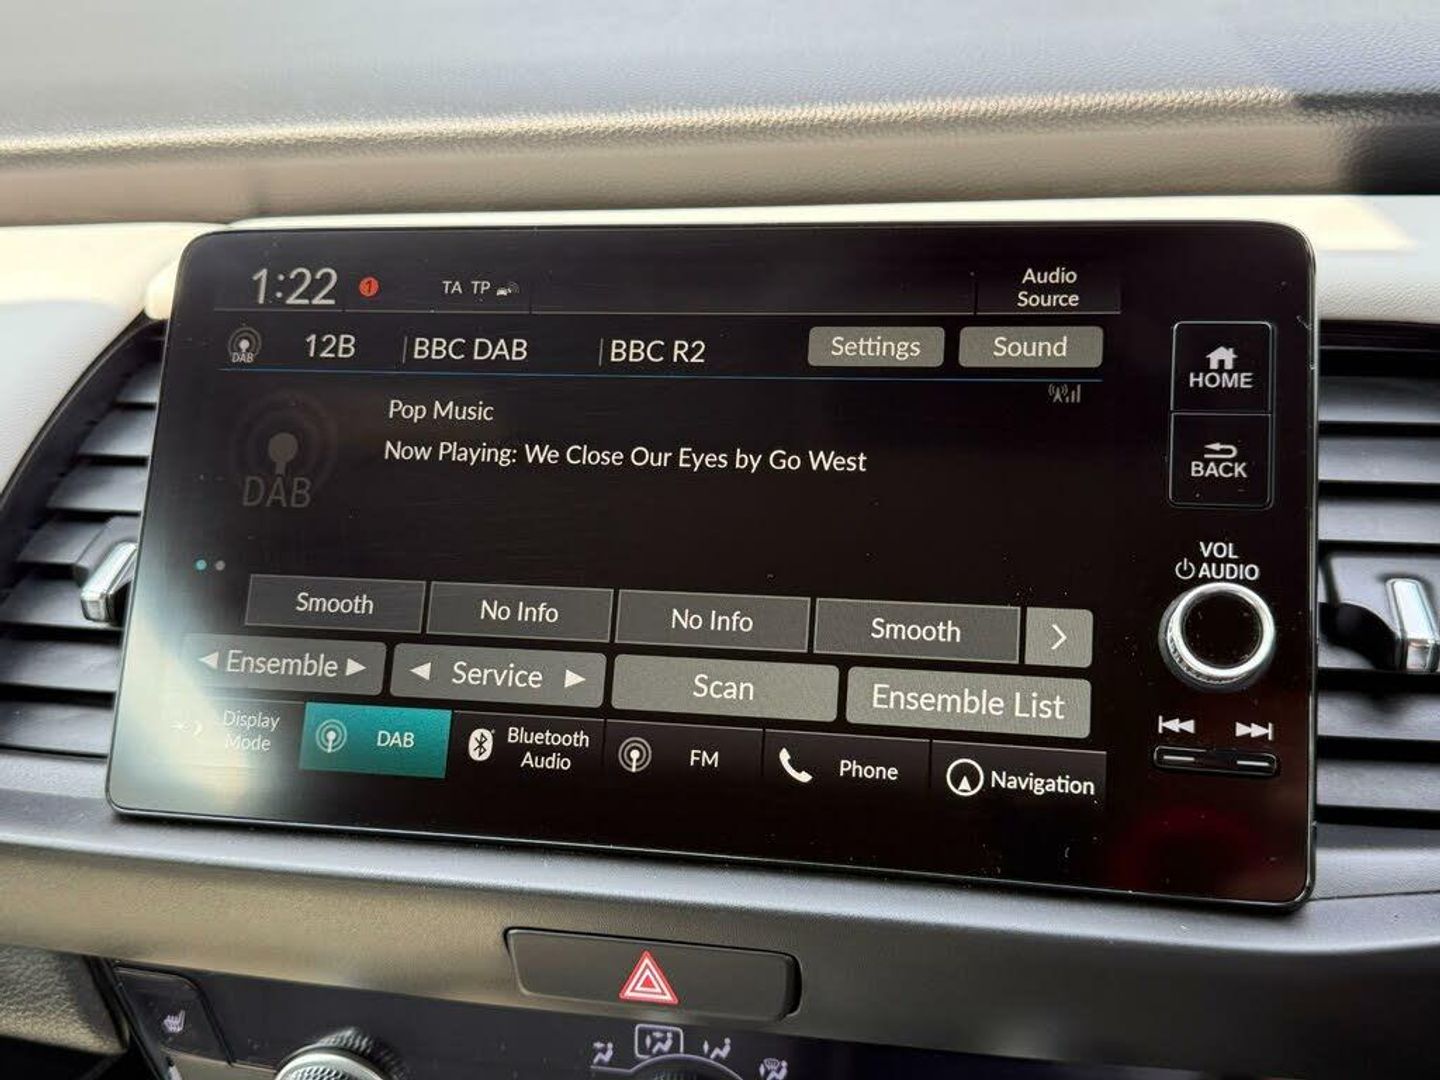 1:22 1 TA TP Audio
Source
DAB 12B BBC DAB BBC R2 Settings Sound
Pop Music
Now Playing: We Close Our Eyes by Go West
DAB
Smooth No Info No Info Smooth
Ensemble Service Scan Ensemble List
Display
Mode
DAB
Bluetooth
Audio
FM
Phone
Navigation
HOME
BACK
VOL
AUDIO